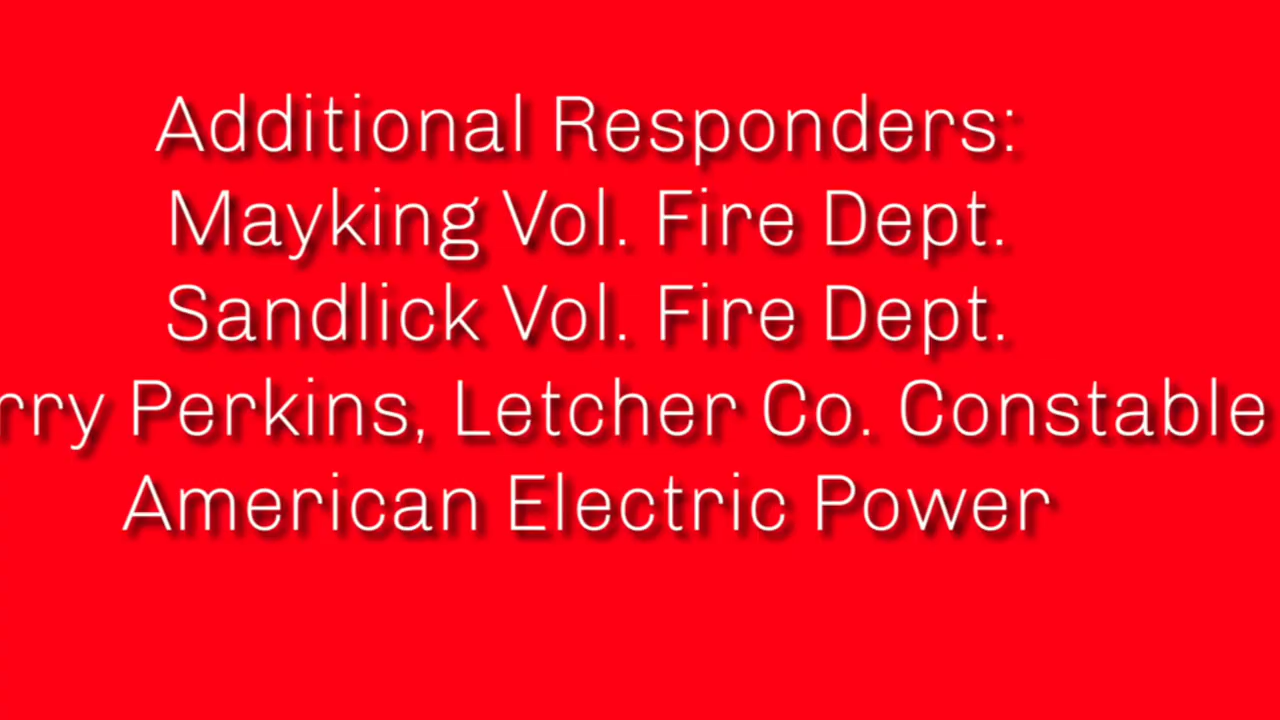 Additional Responders:
Mayking Vol. Fire Dept.
Sandlick Vol. Fire Dept.
Perkins, Letcher Co. Constable
American Electric Power